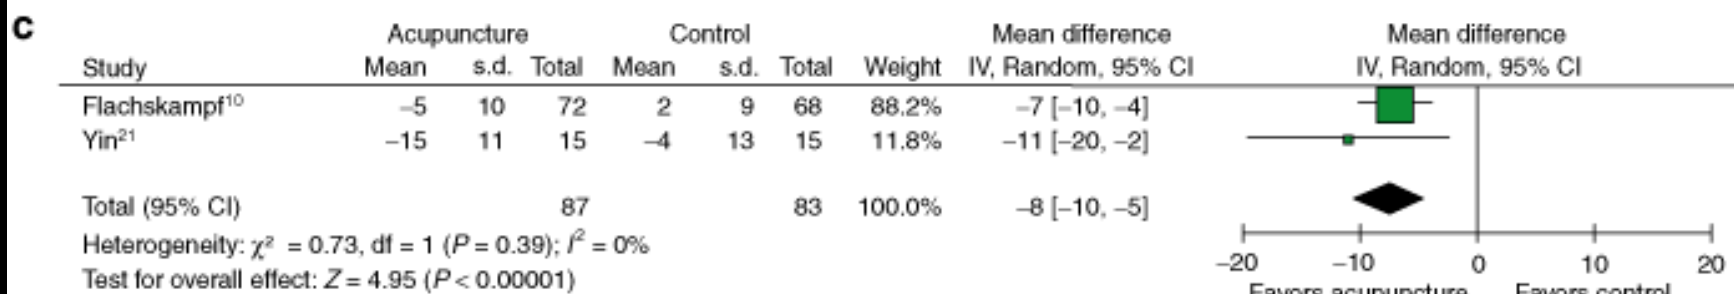 c
Acupuncture Control Mean difference Mean difference
Study Mean s.d. Total Mean s.d. Total Weight IV, Random, 95% CI IV, Random, 95% CI
Flachskampf¹⁰ −5 10 72 2 9 68 88.2% −7 [−10, −4]
Yin²¹ −15 11 15 −4 13 15 11.8% −11 [−20, −2]
Total (95% CI) 87 83 100.0% −8 [−10, −5]
Heterogeneity: χ² = 0.73, df = 1 (P = 0.39); I² = 0%
Test for overall effect: Z = 4.95 (P < 0.00001)
−20 −10 0 10 20
Favors acupuncture Favors control